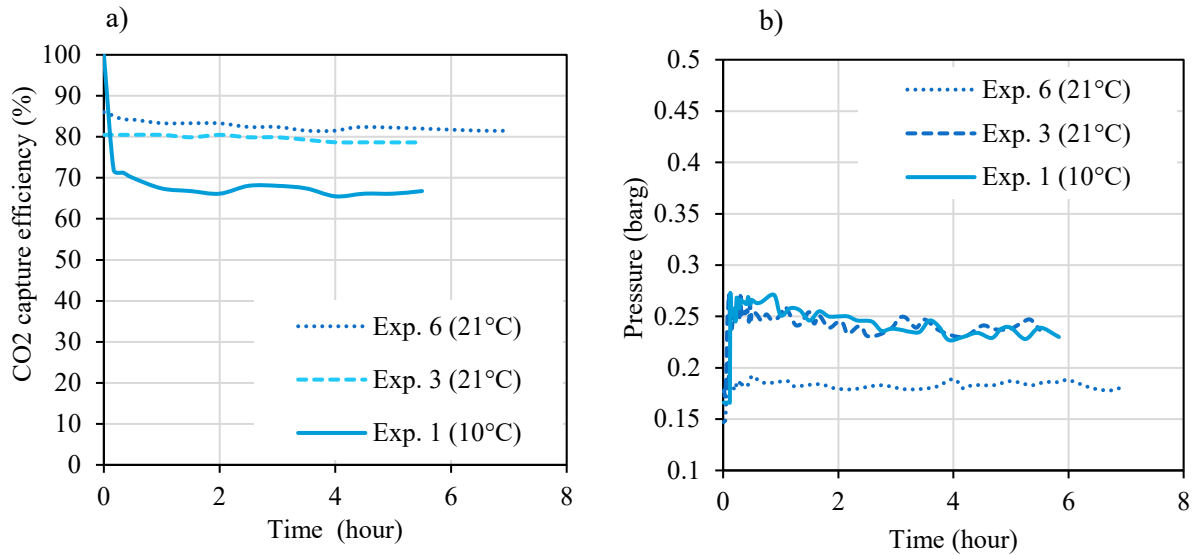 a)
CO2 capture efficiency (%)
100
90
80
70
60
50
40
30
20
10
0
Exp. 6 (21°C)
Exp. 3 (21°C)
Exp. 1 (10°C)
0 2 4 6 8
Time (hour)
b)
Pressure (barg)
0.5
0.45
0.4
0.35
0.3
0.25
0.2
0.15
0.1
Exp. 6 (21°C)
Exp. 3 (21°C)
Exp. 1 (10°C)
0 2 4 6 8
Time (hour)